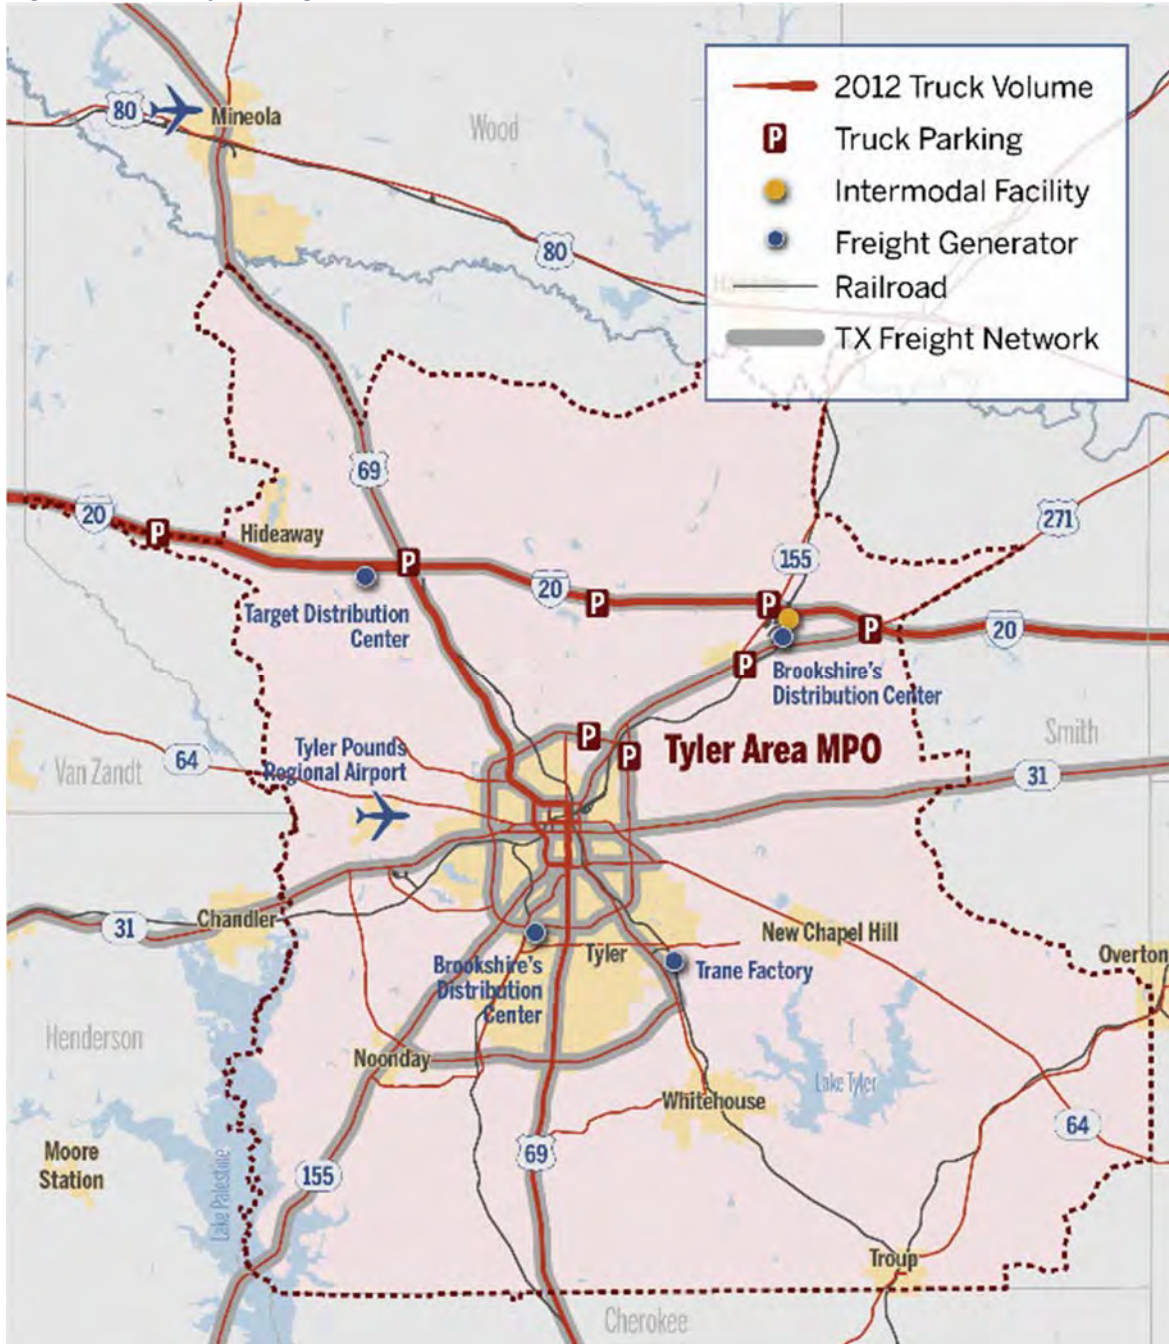 80
Mineola
Wood
80
2012 Truck Volume
P
Truck Parking
Intermodal Facility
Freight Generator
Railroad
TX Freight Network
69
271
20
P
Hideaway
P
155
20
P
P
P
20
Target Distribution
Center
P
Brookshire's
Distribution Center
Smith
Van Zandt
64
Tyler Pounds
Regional Airport
P
P
Tyler Area MPO
31
31
Chandler
New Chapel Hill
Overton
Tyler
Brookshire's
Distribution
Center
Trane Factory
Henderson
Noonday
Lake Tyler
Whitehouse
64
Moore
Station
69
155
Lake Palestine
Troup
Cherokee